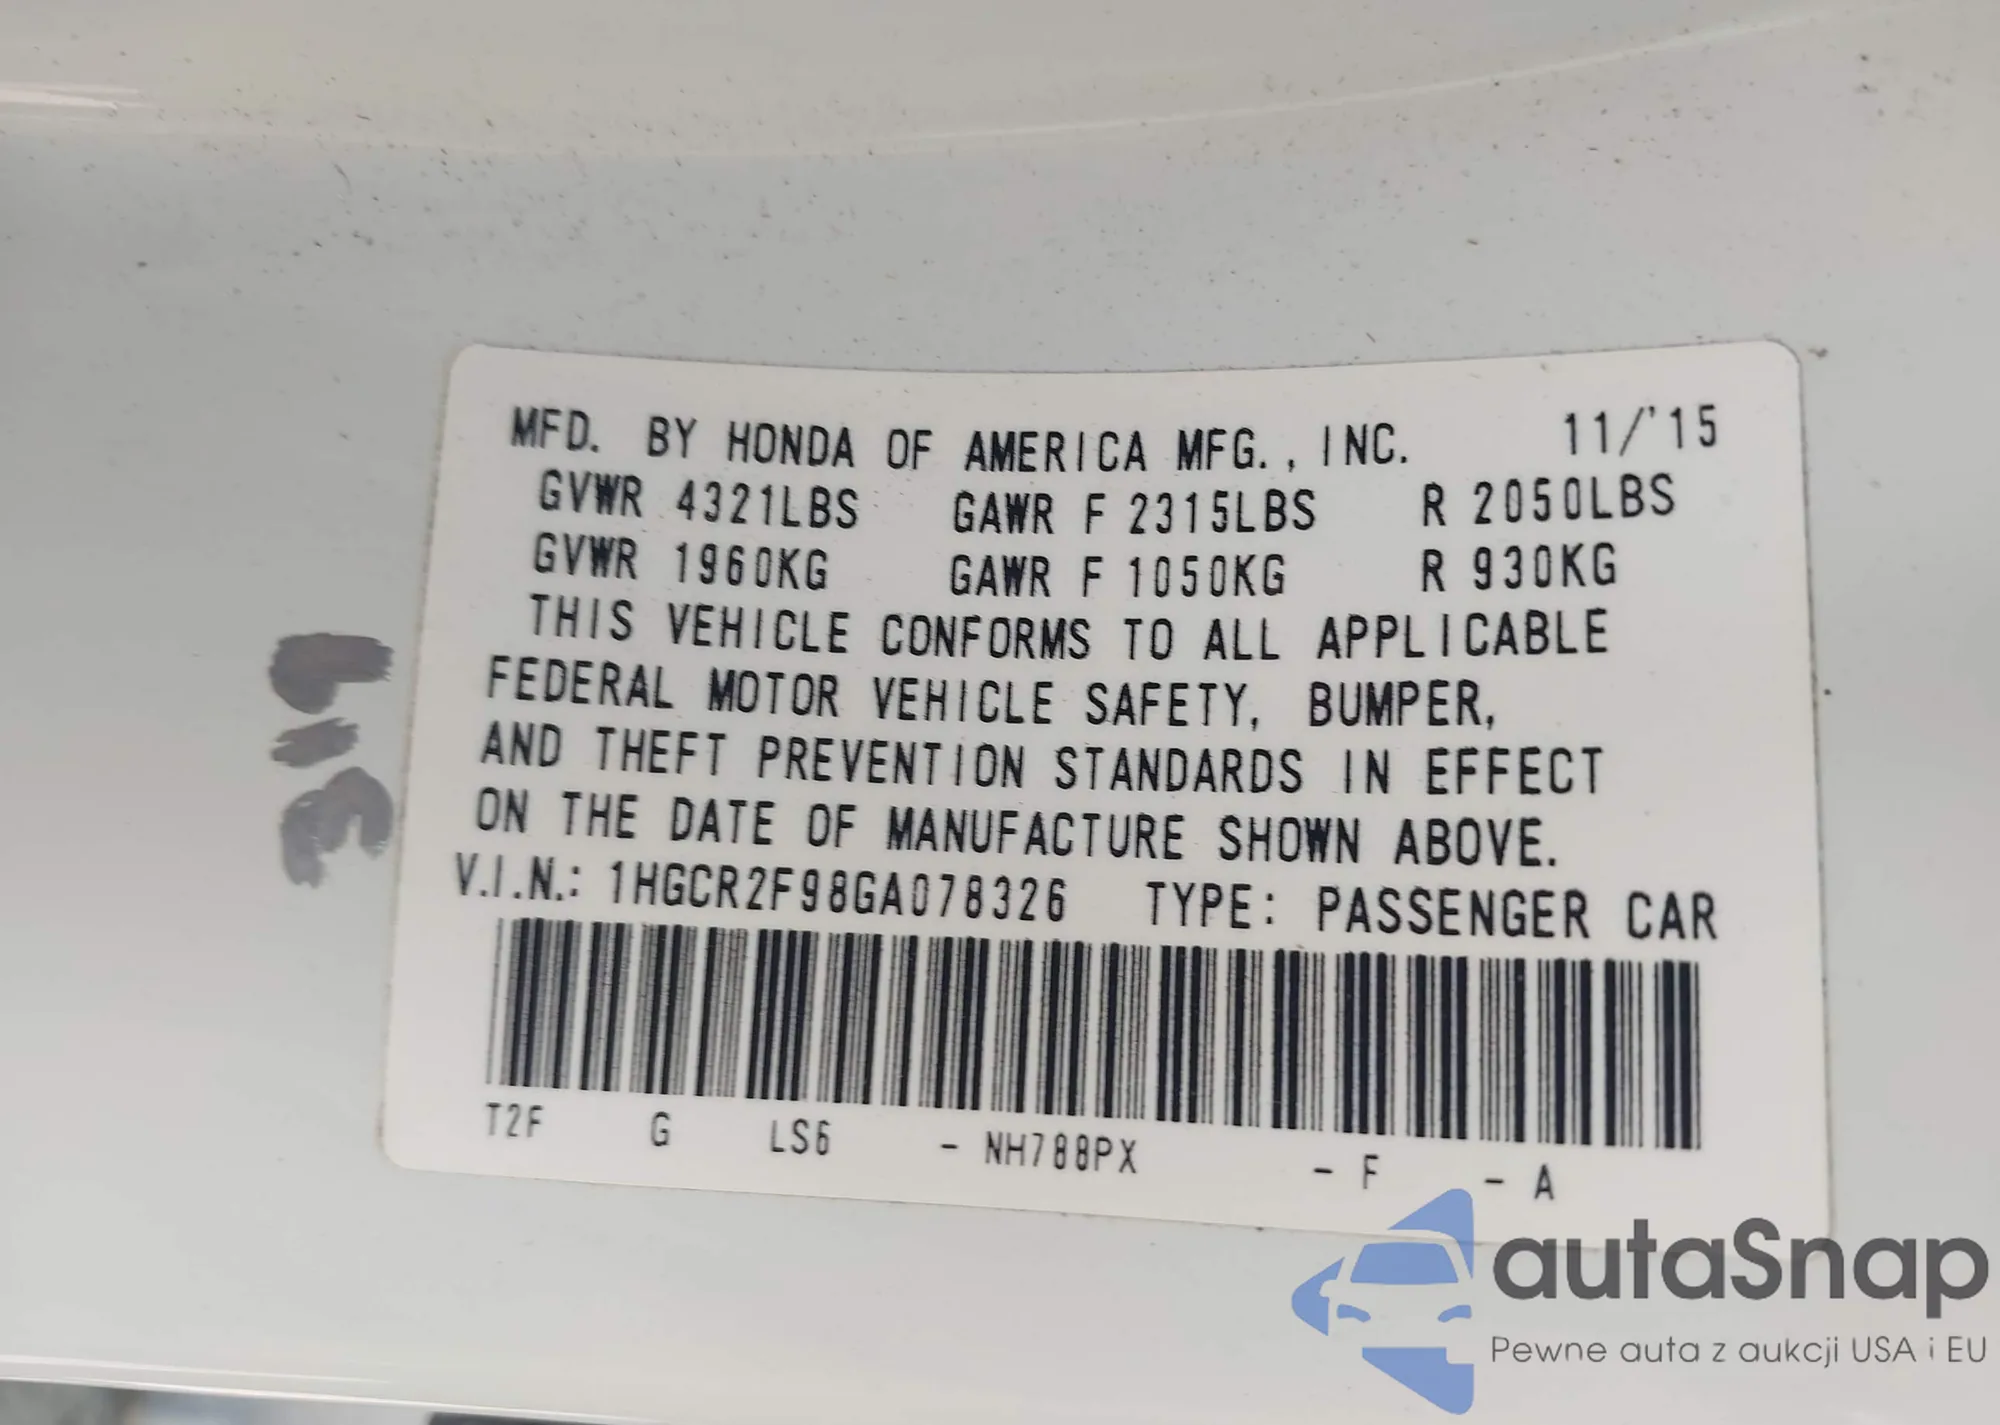 MFD. BY HONDA OF AMERICA MFG., INC. 11/'15
GVWR 4321LBS GAWR F 2315LBS R 2050LBS
GVWR 1960KG GAWR F 1050KG R 930KG
THIS VEHICLE CONFORMS TO ALL APPLICABLE
FEDERAL MOTOR VEHICLE SAFETY, BUMPER,
AND THEFT PREVENTION STANDARDS IN EFFECT
ON THE DATE OF MANUFACTURE SHOWN ABOVE.
V.I.N.: 1HGCR2F98GA078326 TYPE: PASSENGER CAR
T2F G LS6 - NH788PX - F - A
autaSnap
Pewne auta z aukcji USA i EU